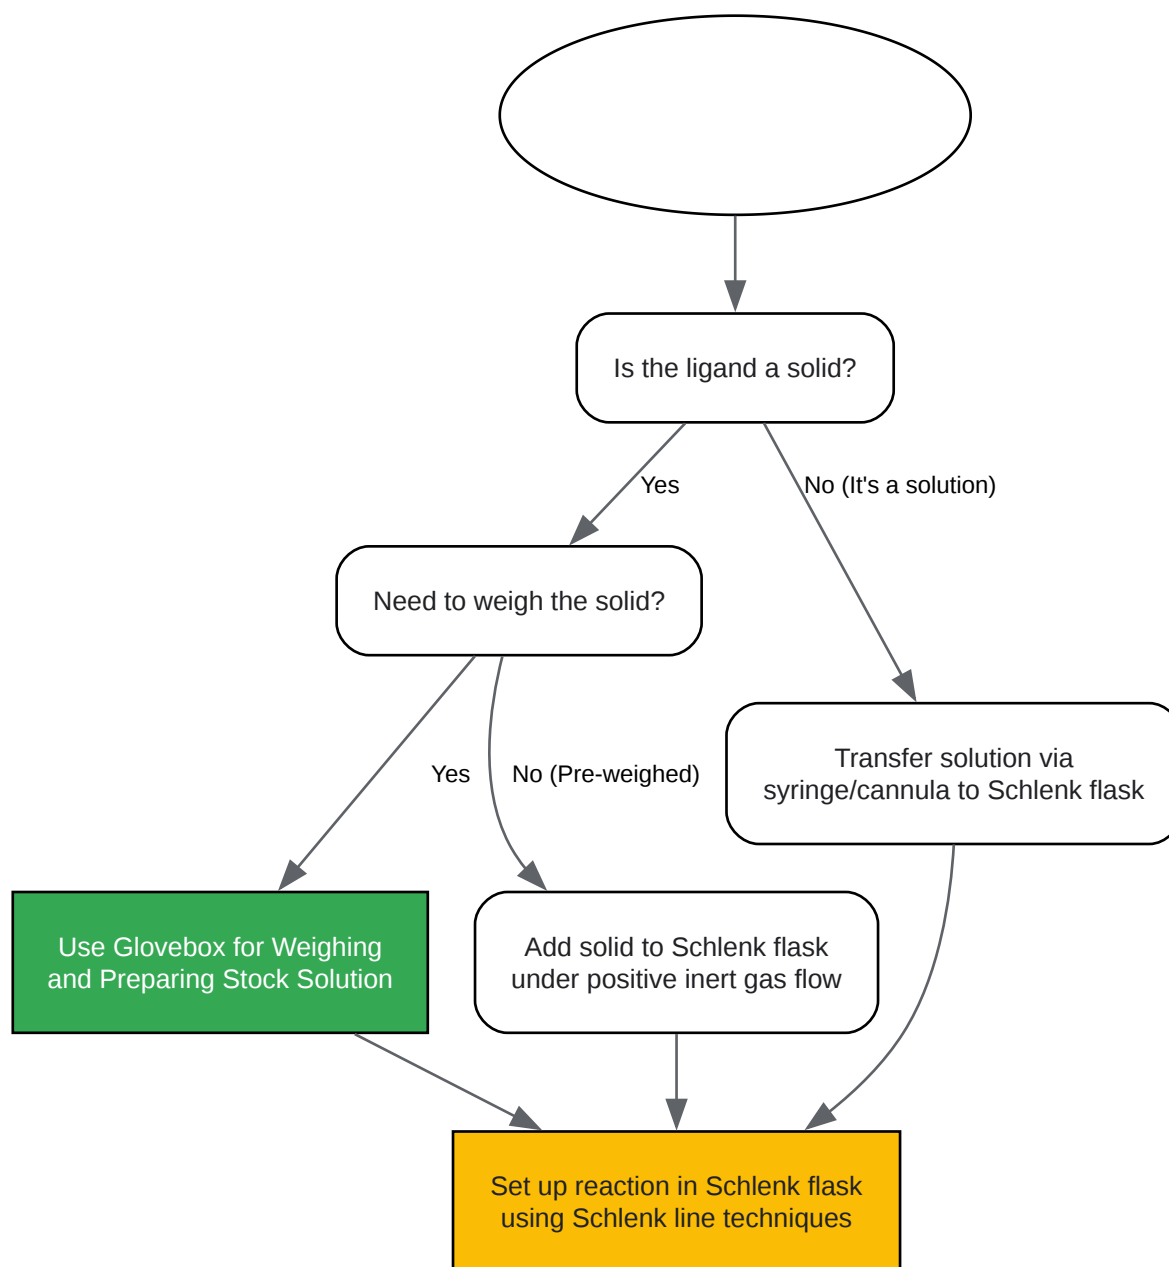 Is the ligand a solid?
Yes
No (It's a solution)
Need to weigh the solid?
Transfer solution via
syringe/cannula to Schlenk flask
Yes
No (Pre-weighed)
Use Glovebox for Weighing
and Preparing Stock Solution
Add solid to Schlenk flask
under positive inert gas flow
Set up reaction in Schlenk flask
using Schlenk line techniques